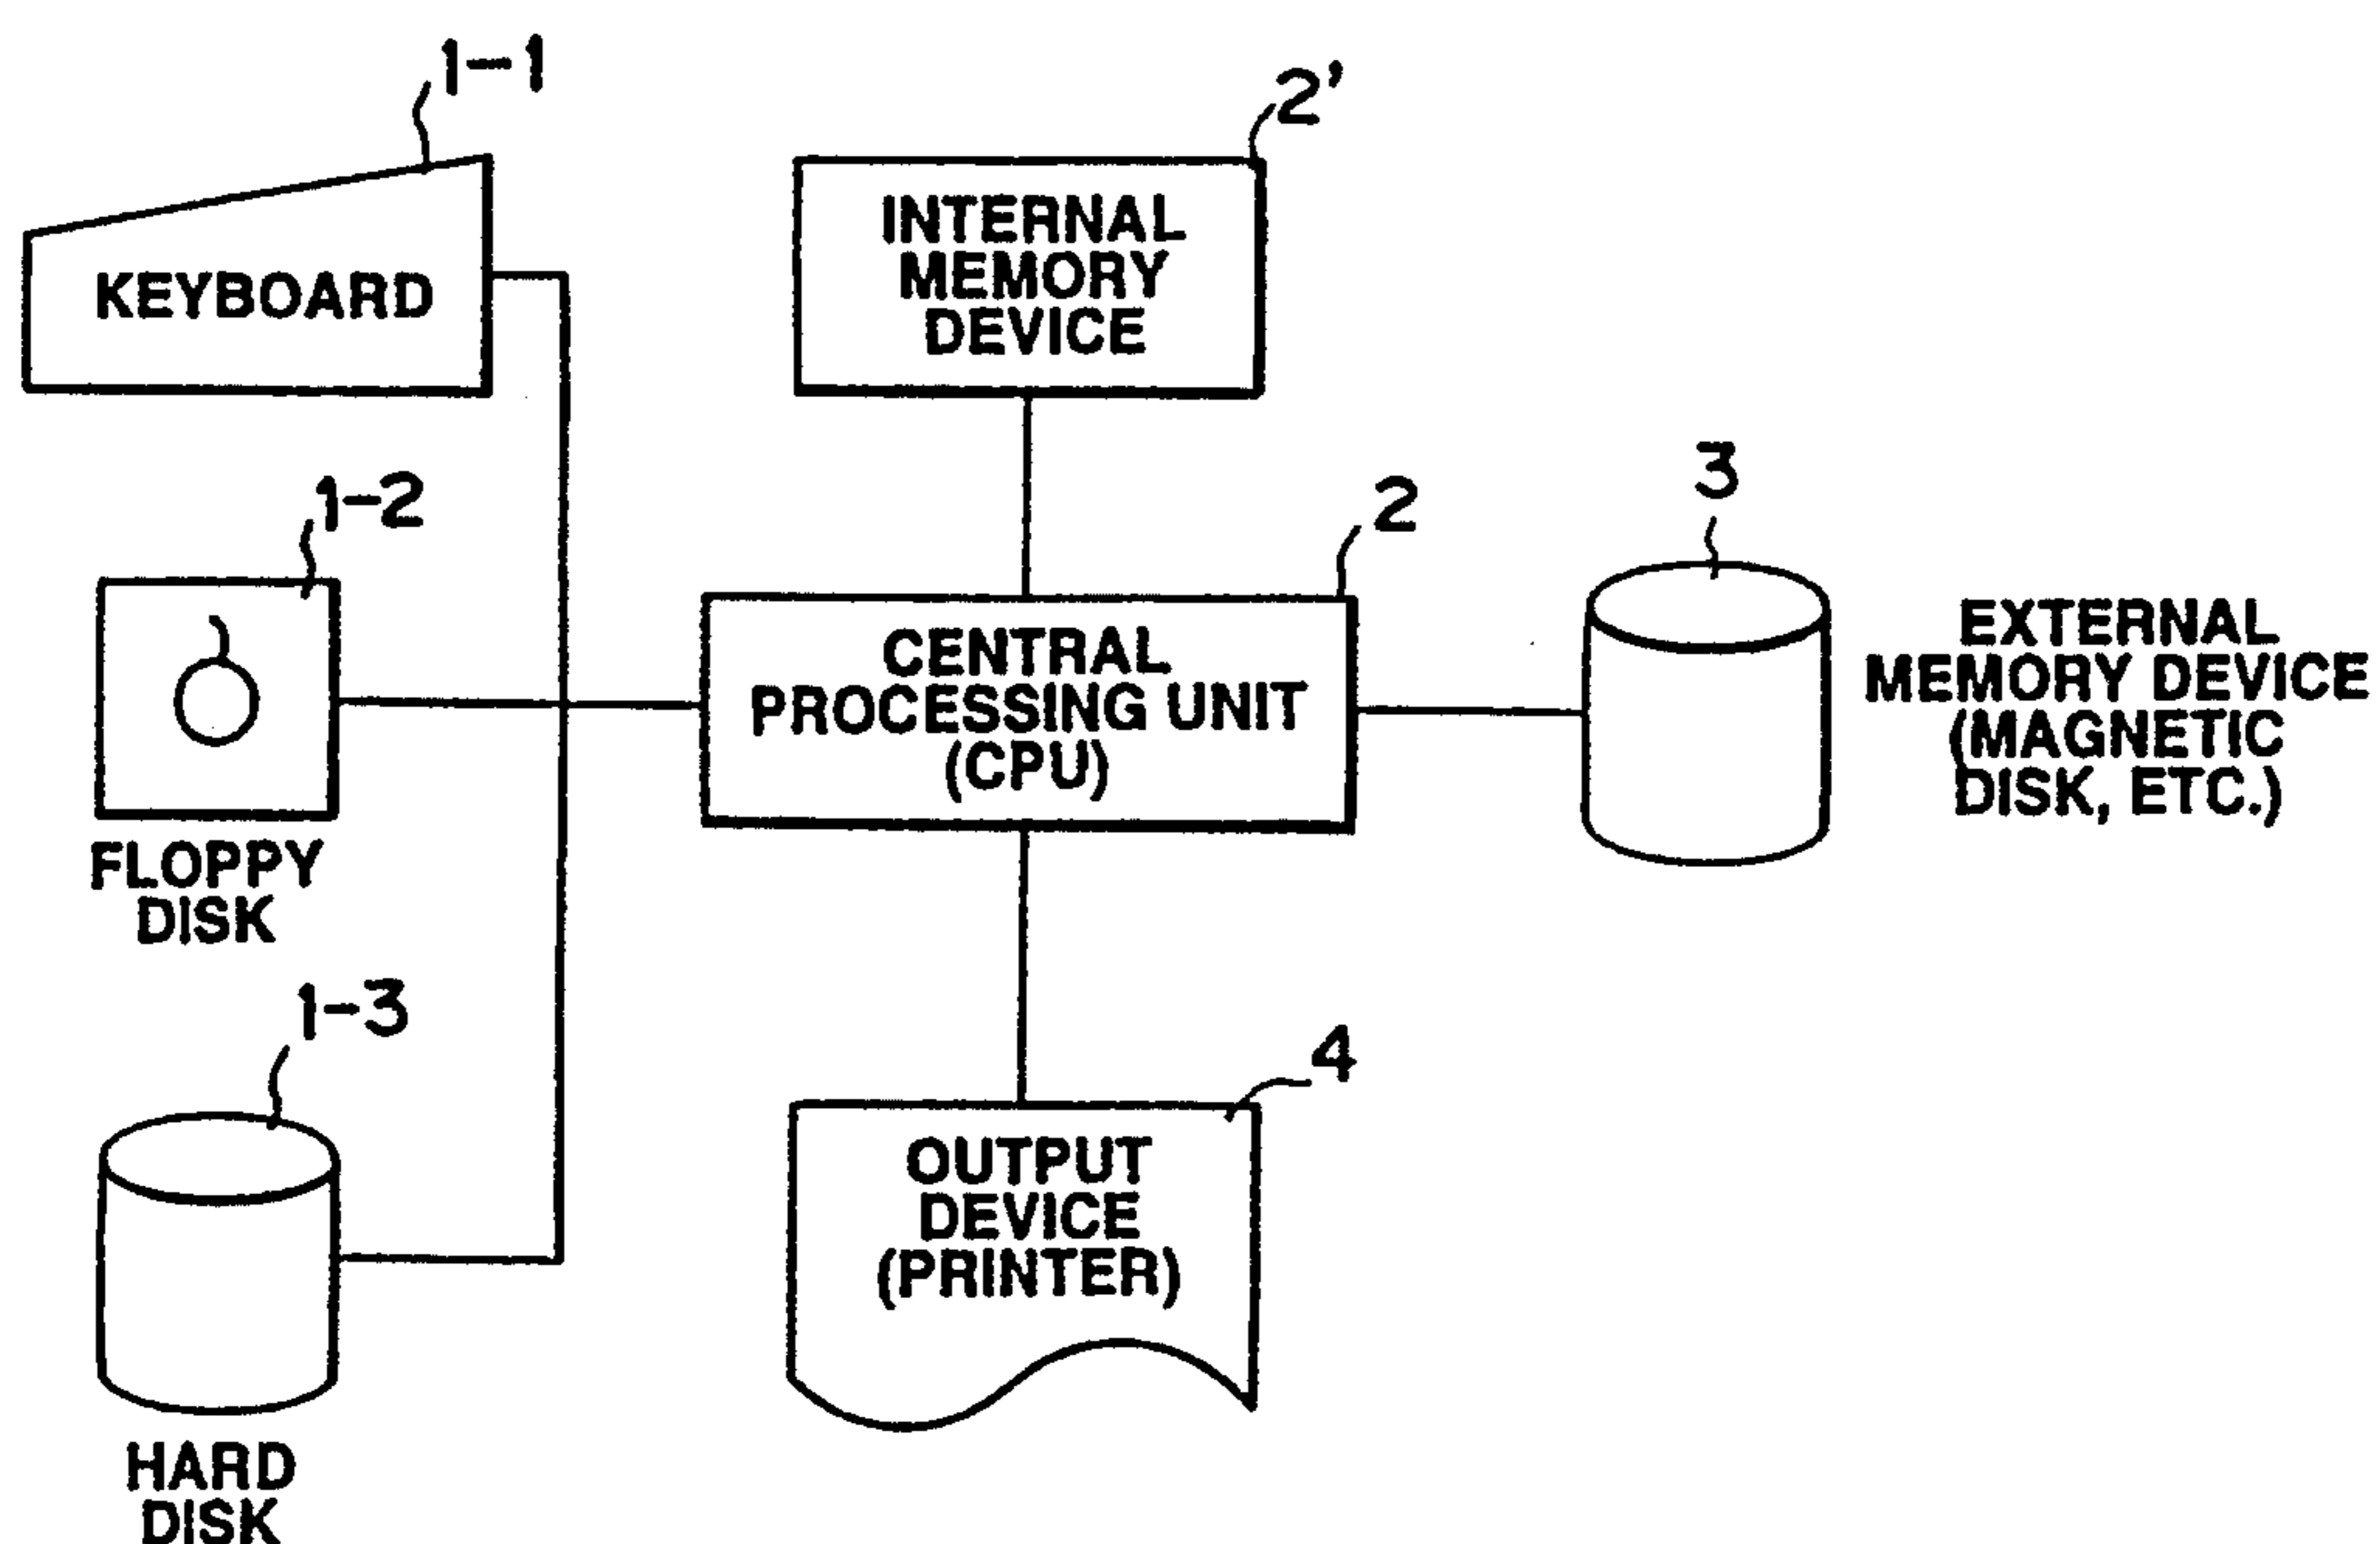 1-1
KEYBOARD
2'
INTERNAL
MEMORY
DEVICE
1-2
FLOPPY
DISK
2
CENTRAL
PROCESSING UNIT
(CPU)
3
EXTERNAL
MEMORY DEVICE
(MAGNETIC
DISK, ETC.)
1-3
HARD
DISK
4
OUTPUT
DEVICE
(PRINTER)